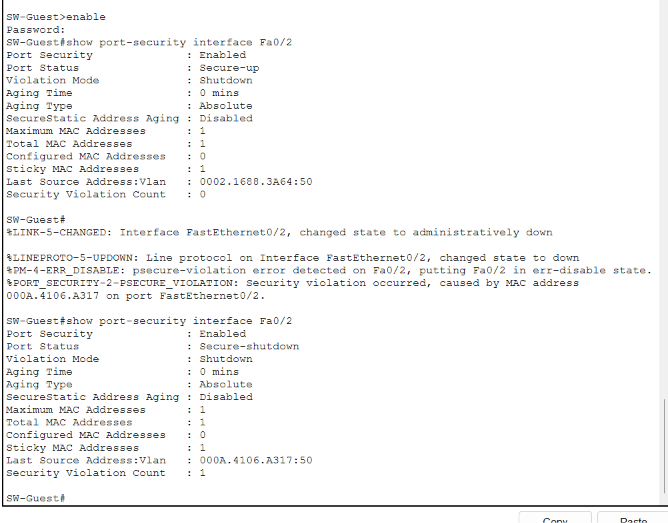 SW-Guest>enable
Password:
SW-Guest#show port-security interface Fa0/2
Port Security              : Enabled
Port Status                : Secure-up
Violation Mode             : Shutdown
Aging Time                 : 0 mins
Aging Type                 : Absolute
SecureStatic Address Aging : Disabled
Maximum MAC Addresses      : 1
Total MAC Addresses        : 1
Configured MAC Addresses   : 0
Sticky MAC Addresses       : 1
Last Source Address:Vlan   : 0002.1688.3A64:50
Security Violation Count   : 0
SW-Guest#
%LINK-5-CHANGED: Interface FastEthernet0/2, changed state to administratively down
%LINEPROTO-5-UPDOWN: Line protocol on Interface FastEthernet0/2, changed state to down
%PM-4-ERR_DISABLE: psecure-violation error detected on Fa0/2, putting Fa0/2 in err-disable state.
%PORT_SECURITY-2-PSECURE_VIOLATION: Security violation occurred, caused by MAC address
000A.4106.A317 on port FastEthernet0/2.
SW-Guest#show port-security interface Fa0/2
Port Security              : Enabled
Port Status                : Secure-shutdown
Violation Mode             : Shutdown
Aging Time                 : 0 mins
Aging Type                 : Absolute
SecureStatic Address Aging : Disabled
Maximum MAC Addresses      : 1
Total MAC Addresses        : 1
Configured MAC Addresses   : 0
Sticky MAC Addresses       : 1
Last Source Address:Vlan   : 000A.4106.A317:50
Security Violation Count   : 1
SW-Guest#
Copy Paste